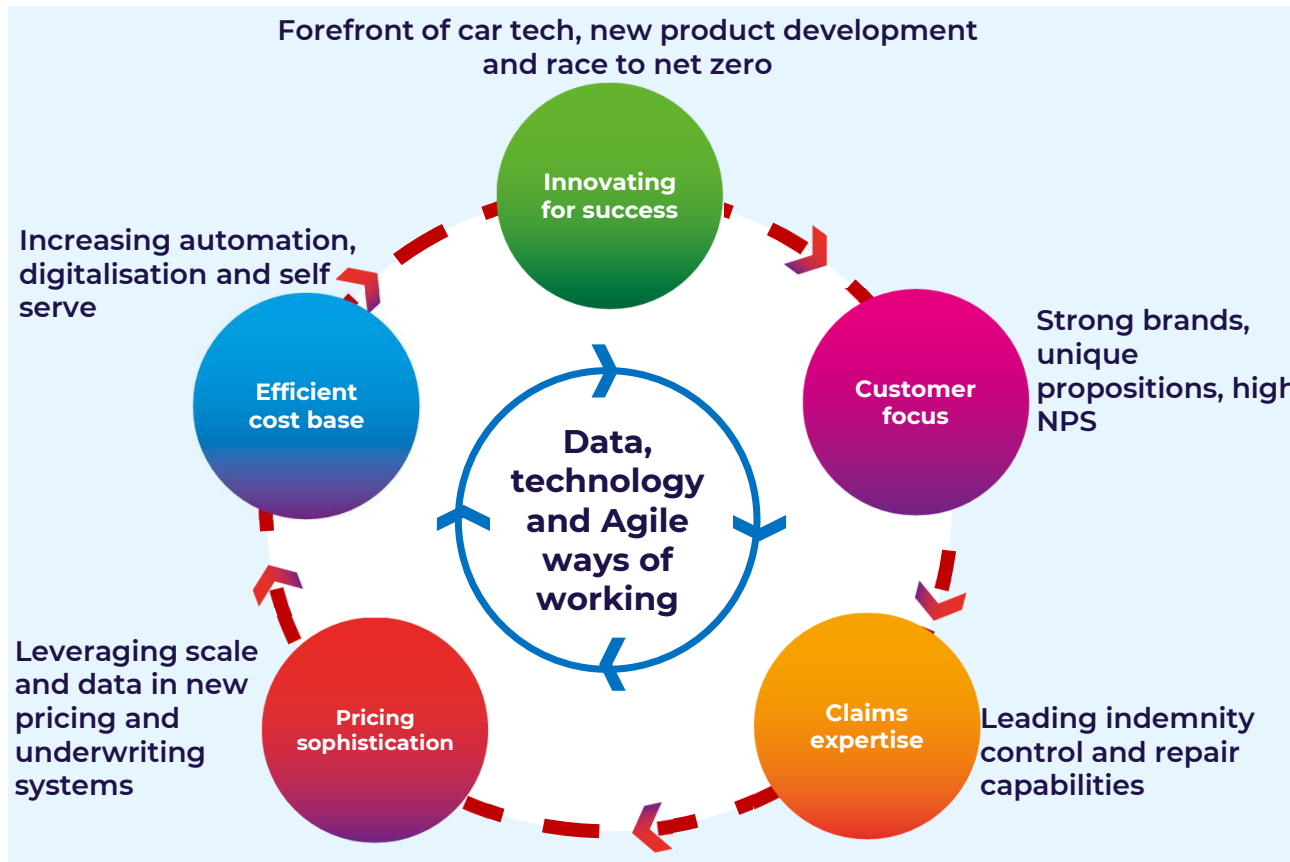 Forefront of car tech, new product development
and race to net zero
Innovating
for success
Increasing automation,
digitalisation and self
serve
Efficient
cost base
Strong brands,
unique
propositions, high
NPS
Customer
focus
Data,
technology
and Agile
ways of
working
Leveraging scale
and data in new
pricing and
underwriting
systems
Pricing
sophistication
Claims
expertise
Leading indemnity
control and repair
capabilities